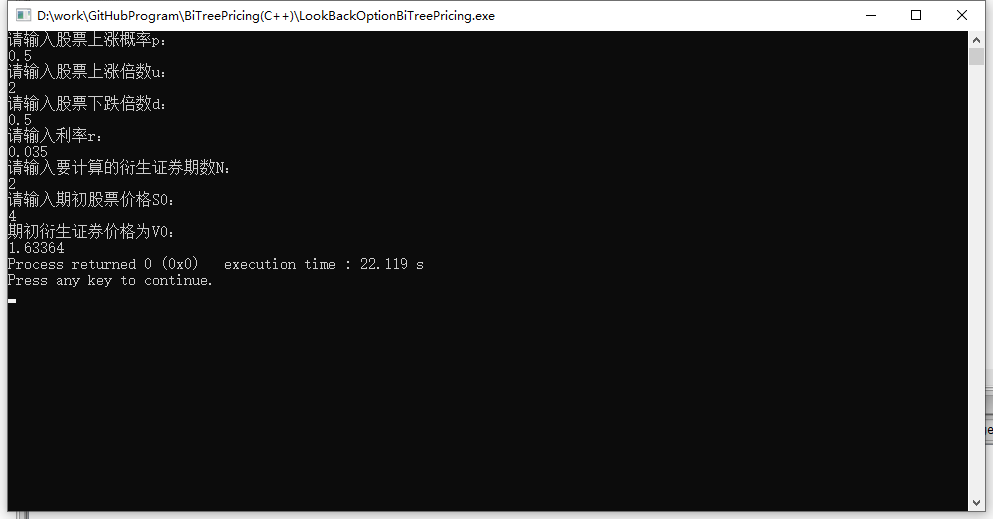 D:\work\GitHubProgram\BiTreePricing(C++)\LookBackOptionBiTreePricing.exe
请输入股票上涨概率p:
0.5
请输入股票上涨倍数u:
2
请输入股票下跌倍数d:
0.5
请输入利率r:
0.035
请输入要计算的衍生证券期数N:
2
请输入期初股票价格S0:
4
期初衍生证券价格为V0:
1.63364
Process returned 0 (0x0)   execution time : 22.119 s
Press any key to continue.